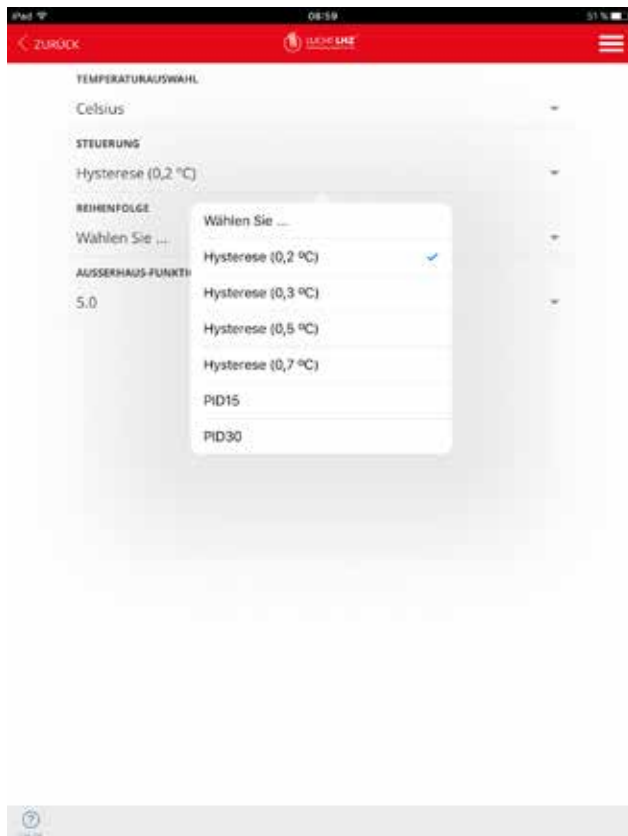 iPad
08:59
51 %
ZURÜCK
LUCHT LHZ
TEMPERATURAUSWAHL
Celsius
STEUERUNG
Hysterese (0,2 °C)
REIHENFOLGE
Wählen Sie ...
AUSSERHAUS-FUNKTI
5.0
Wählen Sie ...
Hysterese (0,2 ºC)
Hysterese (0,3 ºC)
Hysterese (0,5 ºC)
Hysterese (0,7 ºC)
PID15
PID30